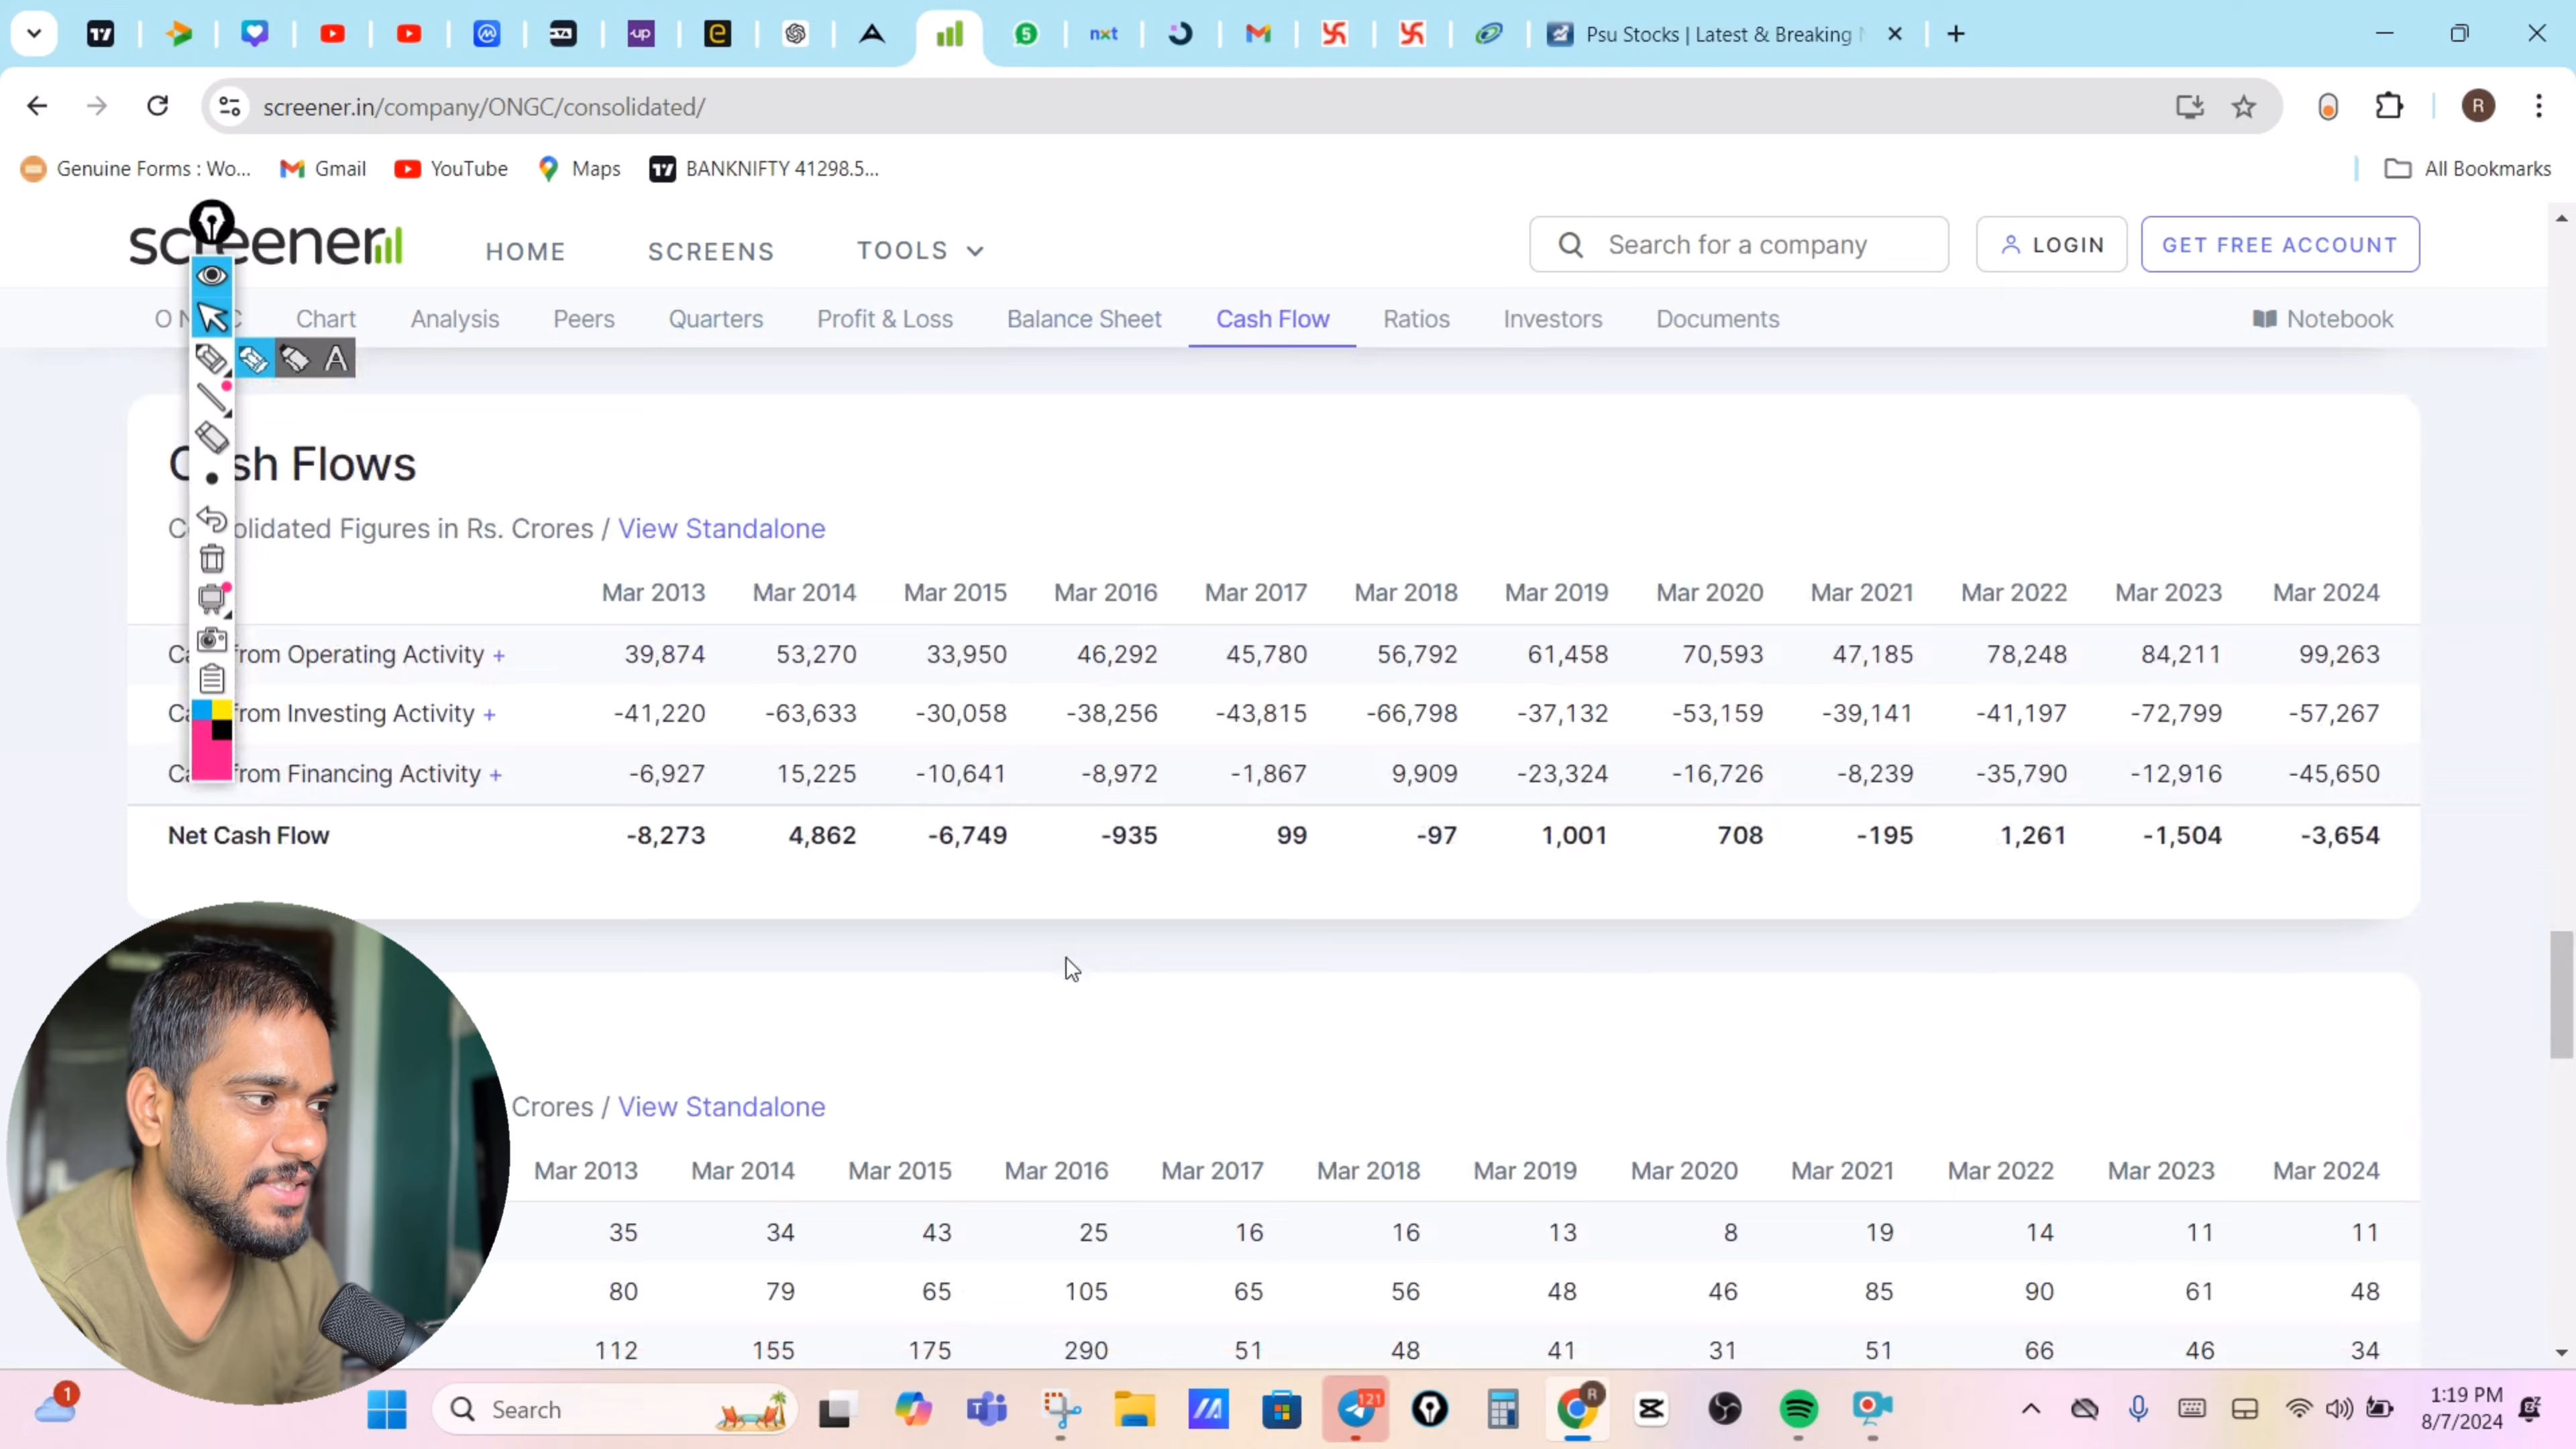 Psu Stocks | Latest & Breaking N
screener.in/company/ONGC/consolidated/
Genuine Forms : Wo... Gmail YouTube Maps BANKNIFTY 41298.5... All Bookmarks
screener HOME SCREENS TOOLS Search for a company LOGIN GET FREE ACCOUNT
Chart Analysis Peers Quarters Profit & Loss Balance Sheet Cash Flow Ratios Investors Documents Notebook
Flows
Figures in Rs. Crores / View Standalone
Mar 2013 Mar 2014 Mar 2015 Mar 2016 Mar 2017 Mar 2018 Mar 2019 Mar 2020 Mar 2021 Mar 2022 Mar 2023 Mar 2024
from Operating Activity + 39,874 53,270 33,950 46,292 45,780 56,792 61,458 70,593 47,185 78,248 84,211 99,263
from Investing Activity + -41,220 -63,633 -30,058 -38,256 -43,815 -66,798 -37,132 -53,159 -39,141 -41,197 -72,799 -57,267
from Financing Activity + -6,927 15,225 -10,641 -8,972 -1,867 9,909 -23,324 -16,726 -8,239 -35,790 -12,916 -45,650
Net Cash Flow -8,273 4,862 -6,749 -935 99 -97 1,001 708 -195 1,261 -1,504 -3,654
Crores / View Standalone
Mar 2013 Mar 2014 Mar 2015 Mar 2016 Mar 2017 Mar 2018 Mar 2019 Mar 2020 Mar 2021 Mar 2022 Mar 2023 Mar 2024
35 34 43 25 16 16 13 8 19 14 11 11
80 79 65 105 65 56 48 46 85 90 61 48
112 155 175 290 51 48 41 31 51 66 46 34
1 Search 121 R 1:19 PM
8/7/2024